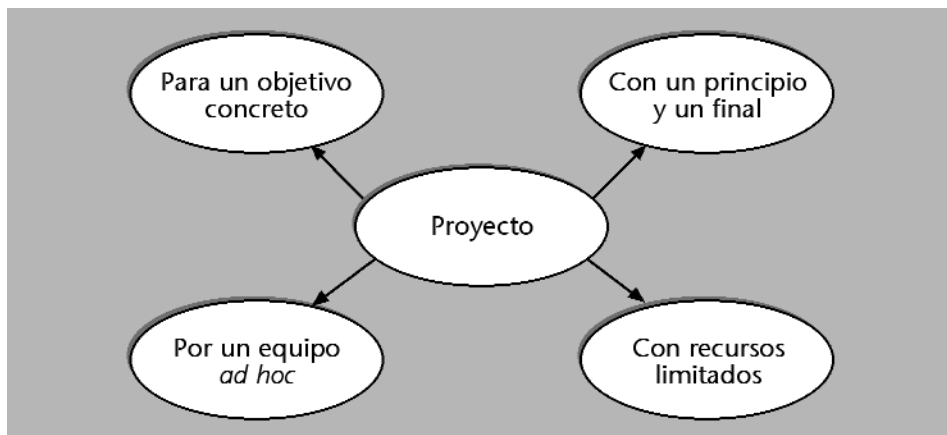 Para un objetivo
concreto
Con un principio
y un final
Proyecto
Por un equipo
ad hoc
Con recursos
limitados